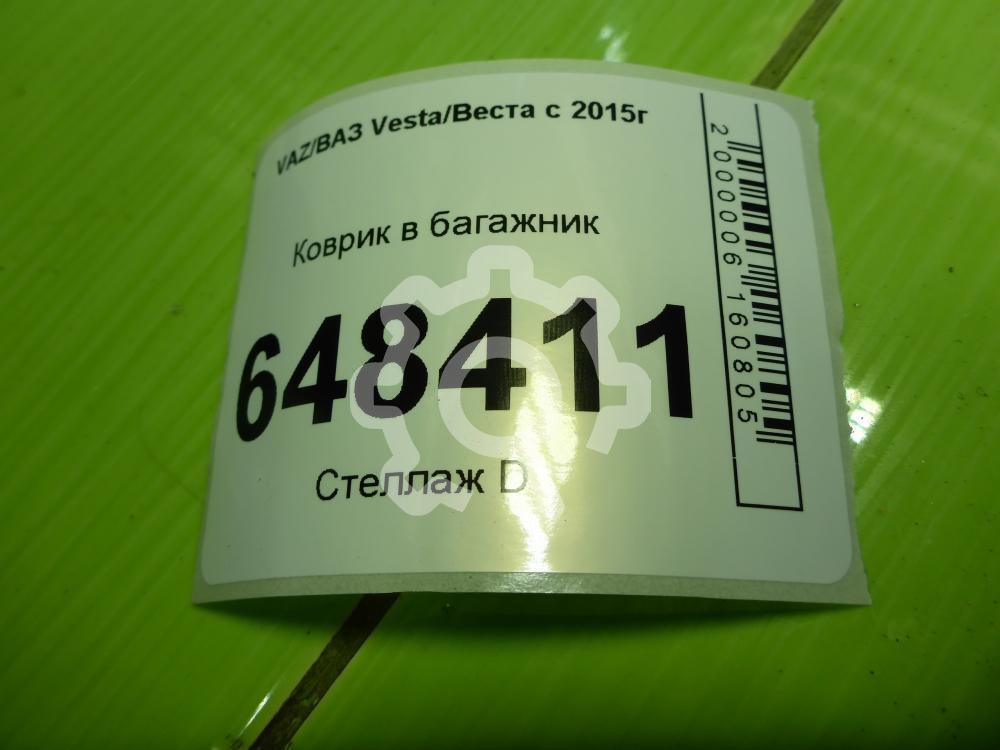 VAZ/ВАЗ Vesta/Веста с 2015г
Коврик в багажник
648411
Стеллаж D
2000006160805